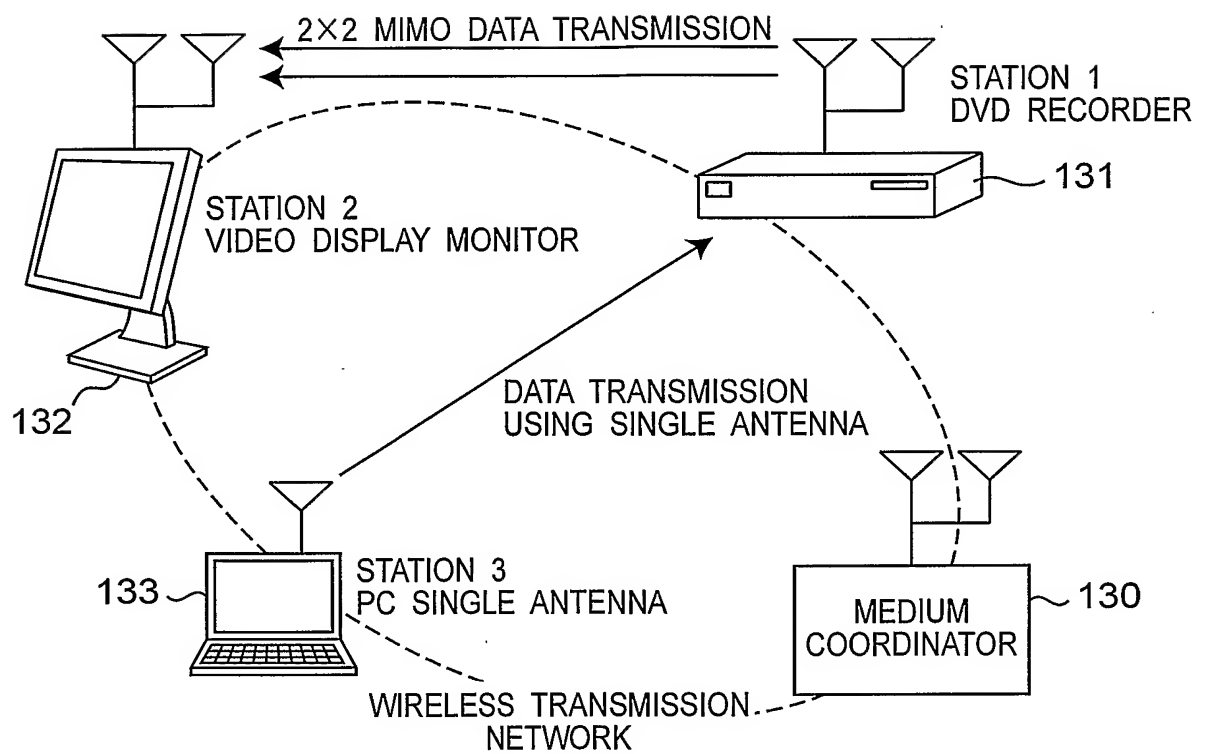 2×2 MIMO DATA TRANSMISSION
STATION 1
DVD RECORDER
131
STATION 2
VIDEO DISPLAY MONITOR
132
DATA TRANSMISSION
USING SINGLE ANTENNA
133
STATION 3
PC SINGLE ANTENNA
MEDIUM
COORDINATOR
130
WIRELESS TRANSMISSION
NETWORK